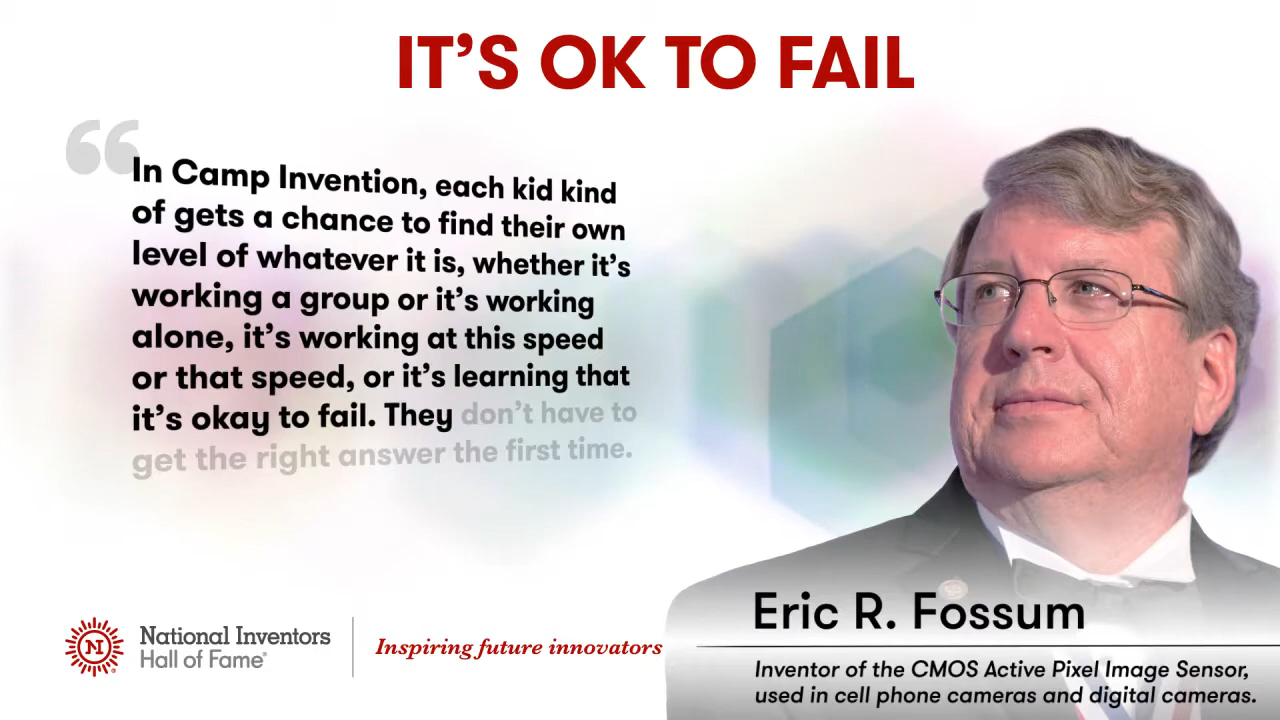 IT’S OK TO FAIL
“
In Camp Invention, each kid kind
of gets a chance to find their own
level of whatever it is, whether it’s
working a group or it’s working
alone, it’s working at this speed
or that speed, or it’s learning that
it’s okay to fail. They don’t have to
get the right answer the first time.
Eric R. Fossum
Inventor of the CMOS Active Pixel Image Sensor,
used in cell phone cameras and digital cameras.
N
National Inventors
Hall of Fame®
Inspiring future innovators